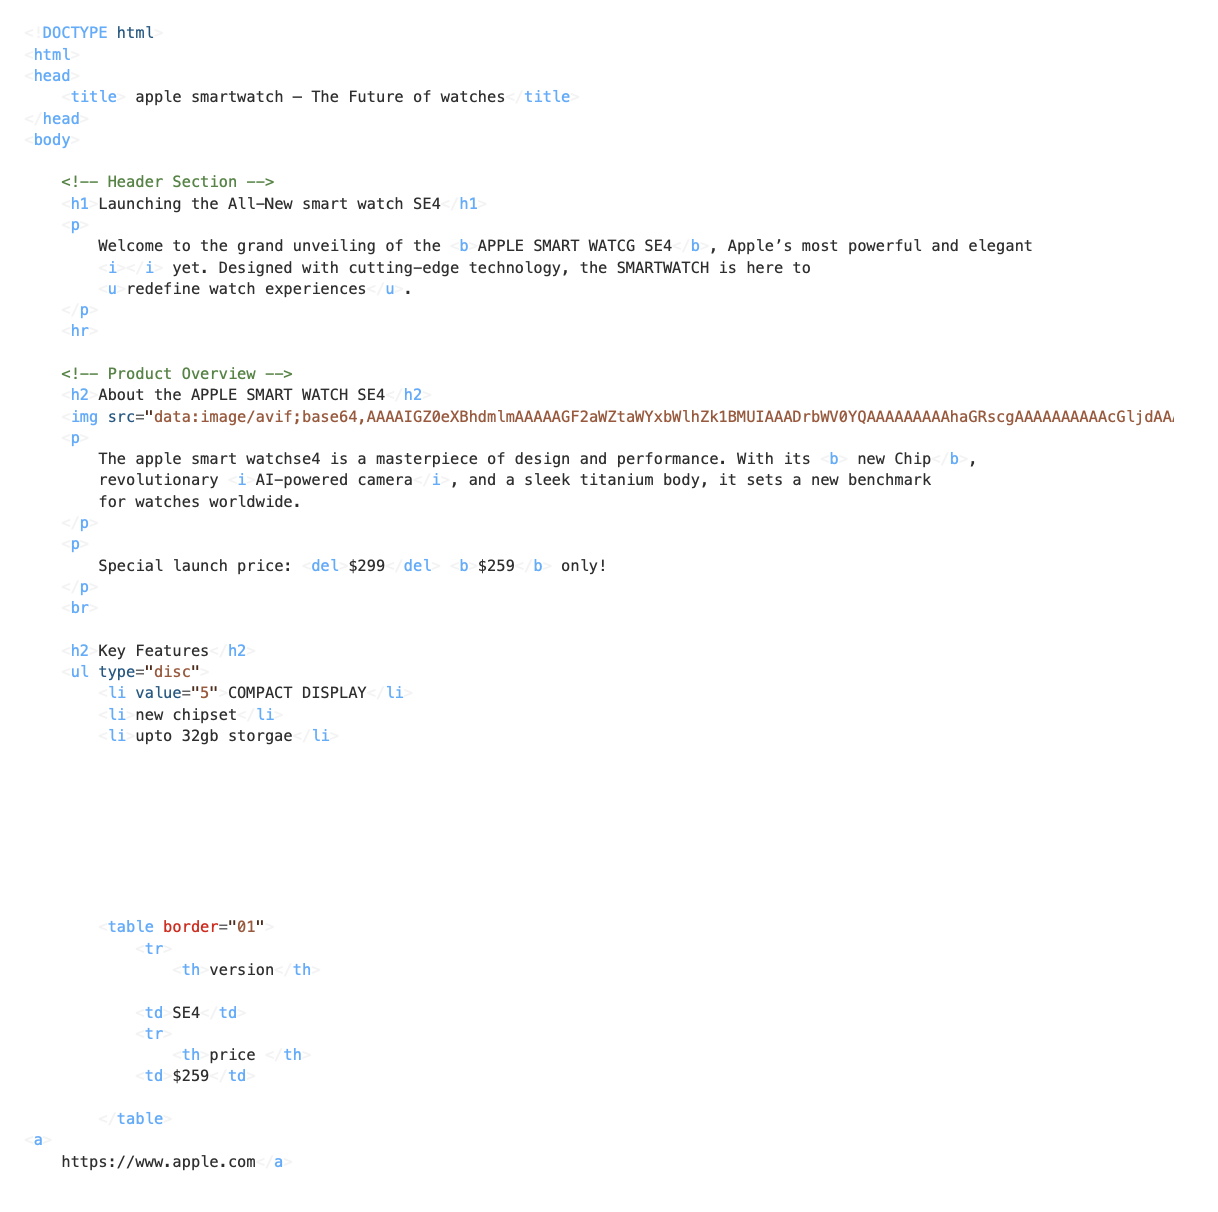 <!DOCTYPE html>
<html>
<head>
<title> apple smartwatch – The Future of watches</title>
</head>
<body>
<!-- Header Section -->
<h1>Launching the All-New smart watch SE4</h1>
<p>
Welcome to the grand unveiling of the <b>APPLE SMART WATCG SE4</b>, Apple’s most powerful and elegant
<i></i> yet. Designed with cutting-edge technology, the SMARTWATCH is here to
<u>redefine watch experiences</u>.
</p>
<hr>
<!-- Product Overview -->
<h2>About the APPLE SMART WATCH SE4</h2>
<img src="data:image/avif;base64,AAAAIGZ0eXBhdmlmAAAAAGF2aWZtaWYxbWlhZk1BMUIAAADrbWV0YQAAAAAAAAAhaGRscgAAAAAAAAAAcGljdAAA
<p>
The apple smart watchse4 is a masterpiece of design and performance. With its <b> new Chip</b>,
revolutionary <i>AI-powered camera</i>, and a sleek titanium body, it sets a new benchmark
for watches worldwide.
</p>
<p>
Special launch price: <del>$299</del> <b>$259</b> only!
</p>
<br>
<h2>Key Features</h2>
<ul type="disc">
<li value="5">COMPACT DISPLAY</li>
<li>new chipset</li>
<li>upto 32gb storgae</li>
<table border="01">
<tr>
<th>version</th>
<td>SE4</td>
<tr>
<th>price </th>
<td>$259</td>
</table>
<a>
https://www.apple.com</a>